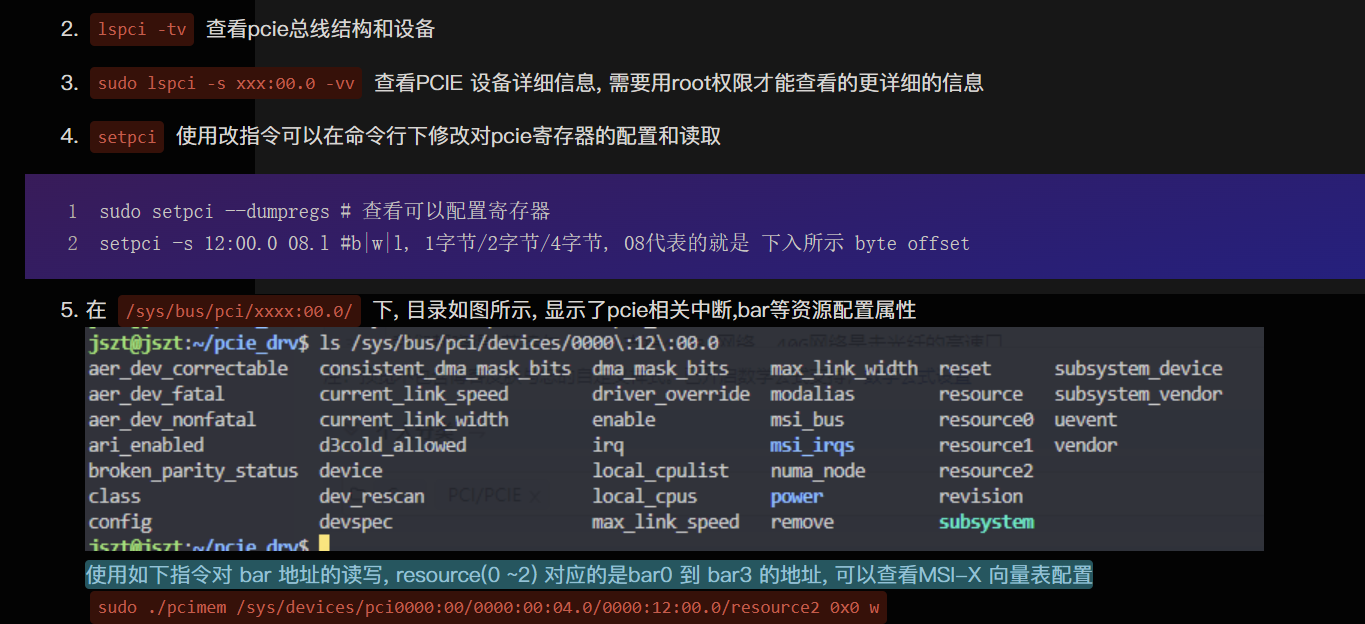 2. lspci -tv 查看pcie总线结构和设备
3. sudo lspci -s xxx:00.0 -vv 查看PCIE 设备详细信息, 需要用root权限才能查看的更详细的信息
4. setpci 使用改指令可以在命令行下修改对pcie寄存器的配置和读取
1 sudo setpci --dumpregs # 查看可以配置寄存器
2 setpci -s 12:00.0 08.l #b|w|l, 1字节/2字节/4字节, 08代表的就是 下入所示 byte offset
5. 在 /sys/bus/pci/xxxx:00.0/ 下, 目录如图所示, 显示了pcie相关中断,bar等资源配置属性
jszt@jszt:~/pcie_drv$ ls /sys/bus/pci/devices/0000\:12\:00.0
aer_dev_correctable consistent_dma_mask_bits dma_mask_bits max_link_width reset subsystem_device
aer_dev_fatal current_link_speed driver_override modalias resource subsystem_vendor
aer_dev_nonfatal current_link_width enable msi_bus resource0 uevent
ari_enabled d3cold_allowed irq msi_irqs resource1 vendor
broken_parity_status device local_cpulist numa_node resource2
class dev_rescan local_cpus power revision
config devspec max_link_speed remove subsystem
jszt@jszt:~/pcie_drv$
使用如下指令对 bar 地址的读写, resource(0 ~2) 对应的是bar0 到 bar3 的地址, 可以查看MSI-X 向量表配置
sudo ./pcimem /sys/devices/pci0000:00/0000:00:04.0/0000:12:00.0/resource2 0x0 w